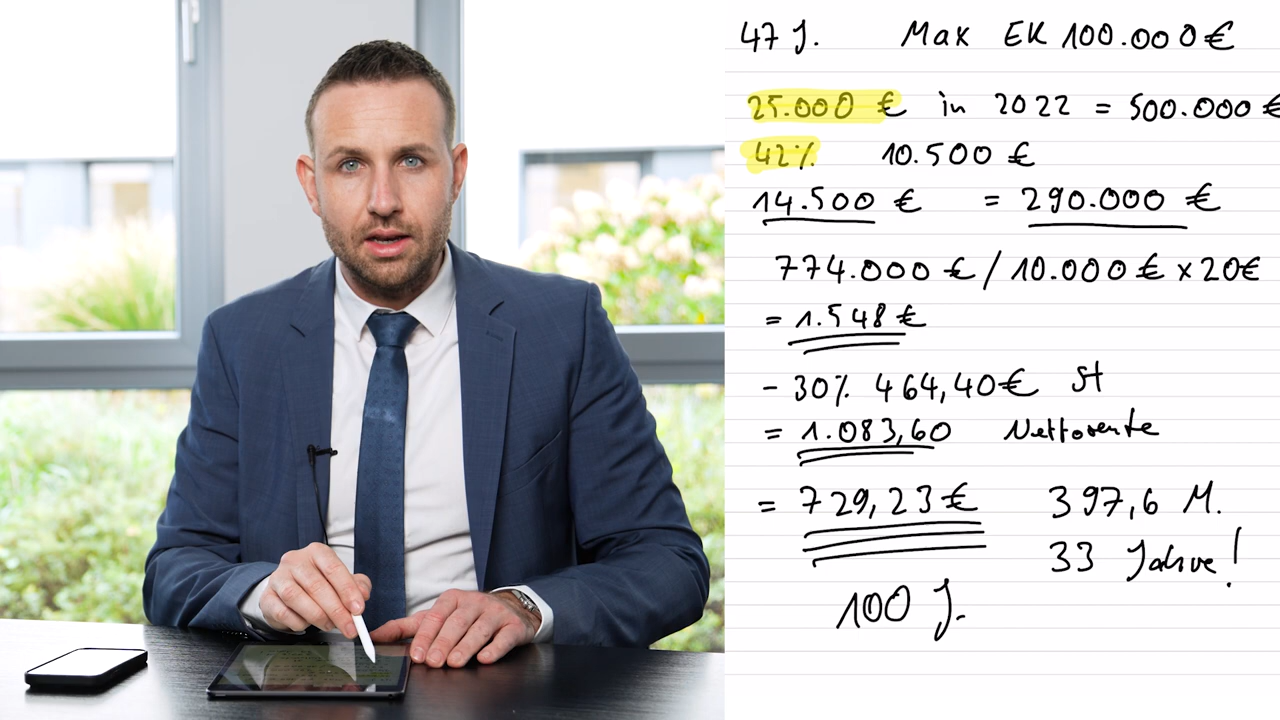 47 J. Max EK 100.000 €
25.000 € in 2022 = 500.000 €
42% 10.500 €
14.500 € = 290.000 €
774.000 € / 10.000 € x 20€
= 1.548 €
- 30% 464,40€ St
= 1.083,60 Nettorente
= 729,23 € 397,6 M.
33 Jahre!
100 J.